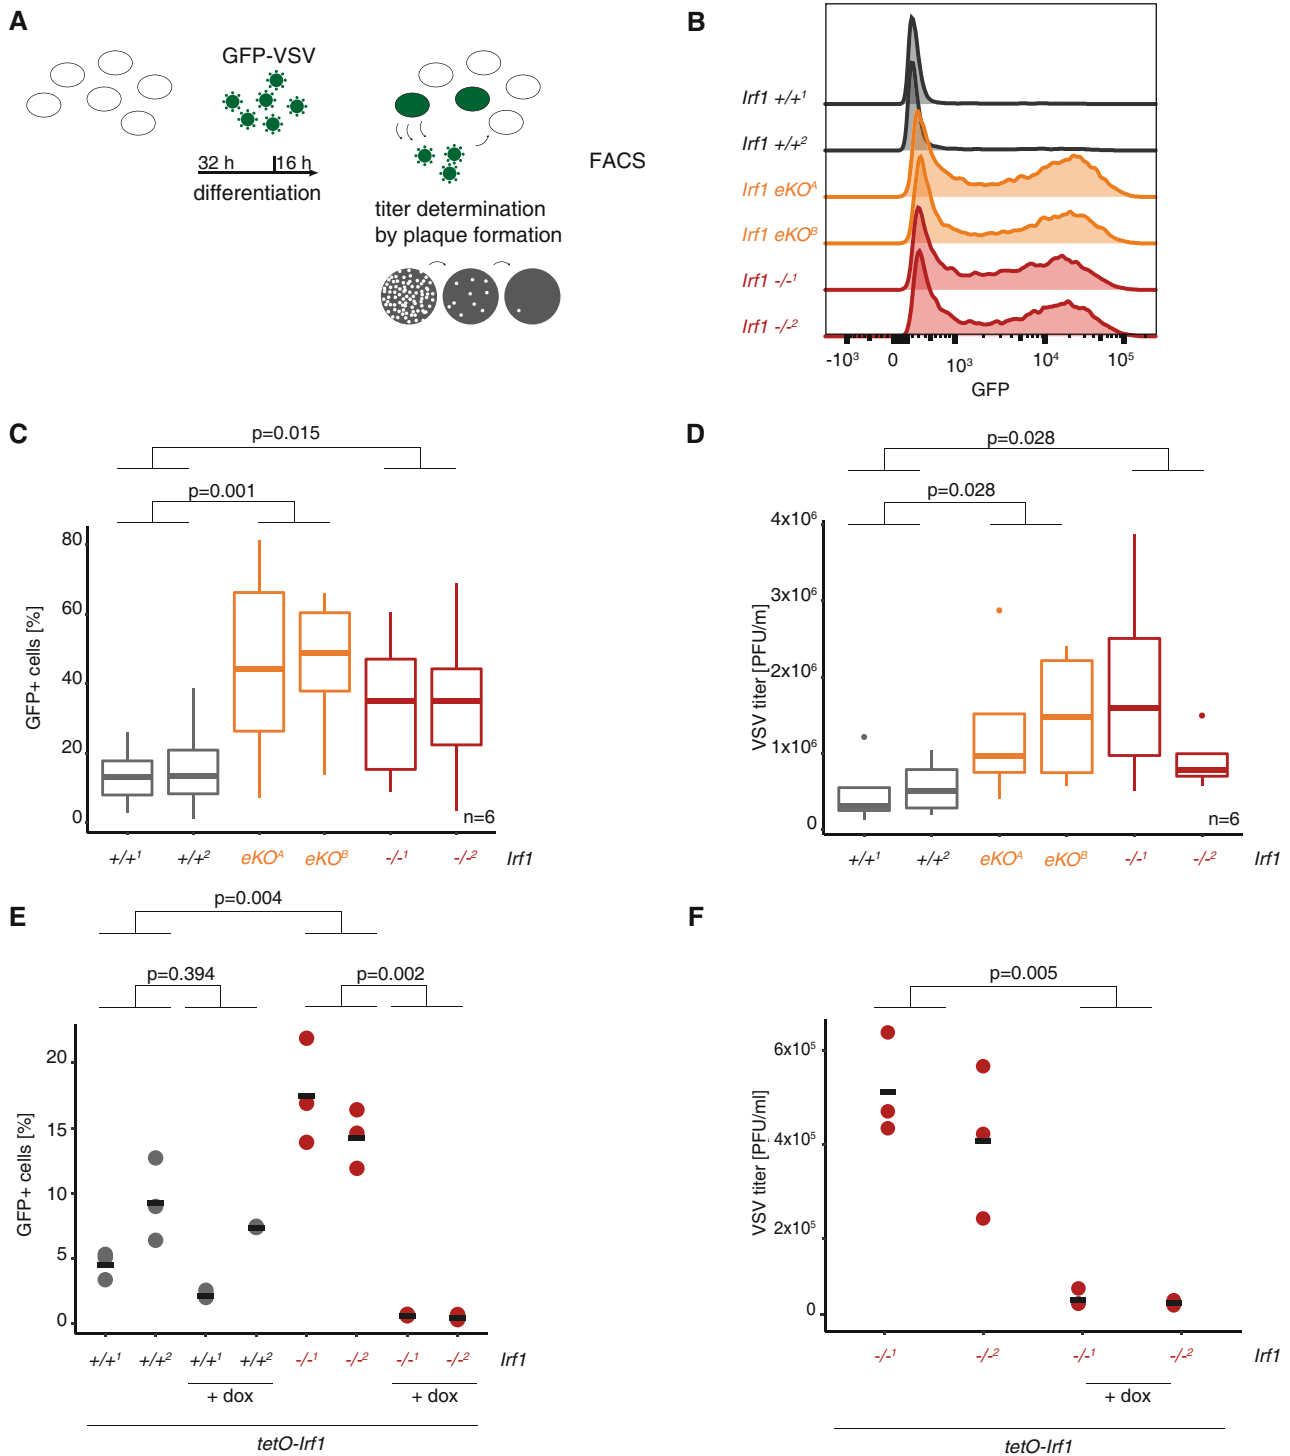 A
GFP-VSV
32 h
16 h
differentiation
FACS
titer determination
by plaque formation
B
Irf1 +/+¹
Irf1 +/+²
Irf1 eKOᴬ
Irf1 eKOᴮ
Irf1 -/-¹
Irf1 -/-²
-10³ 0 10³ 10⁴ 10⁵
GFP
C
p=0.015
p=0.001
GFP+ cells [%]
80
60
40
20
0
n=6
+/+¹ +/+² eKOᴬ eKOᴮ -/-¹ -/-² Irf1
D
p=0.028
p=0.028
VSV titer [PFU/m]
4x10⁶
3x10⁶
2x10⁶
1x10⁶
0
n=6
+/+¹ +/+² eKOᴬ eKOᴮ -/-¹ -/-² Irf1
E
p=0.004
p=0.394
p=0.002
GFP+ cells [%]
20
15
10
5
0
+/+¹ +/+² +/+¹ +/+² -/-¹ -/-² -/-¹ -/-² Irf1
+ dox + dox
tetO-Irf1
F
p=0.005
VSV titer [PFU/ml]
6x10⁵
4x10⁵
2x10⁵
0
-/-¹ -/-² -/-¹ -/-² Irf1
+ dox
tetO-Irf1